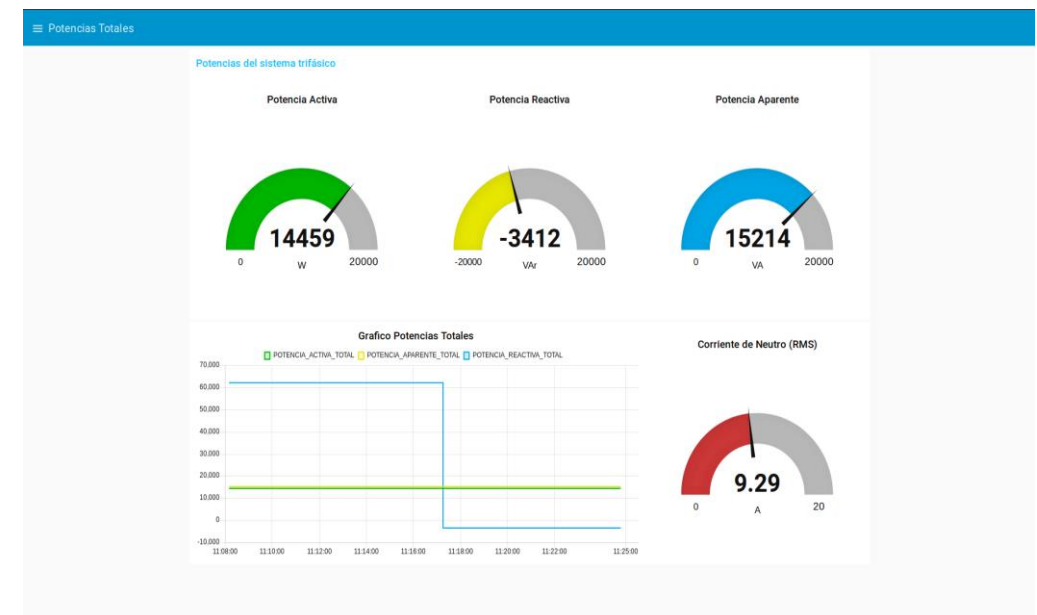 Potencias Totales
Potencias del sistema trifásico
Potencia Activa Potencia Reactiva Potencia Aparente
14459 -3412 15214
0 W 20000 -20000 VAr 20000 0 VA 20000
Grafico Potencias Totales
POTENCIA_ACTIVA_TOTAL POTENCIA_APARENTE_TOTAL POTENCIA_REACTIVA_TOTAL
Corriente de Neutro (RMS)
70,000
60,000
50,000
40,000
30,000
20,000
10,000
0
-10,000
11:08:00 11:10:00 11:12:00 11:14:00 11:16:00 11:18:00 11:20:00 11:22:00 11:25:00
9.29
0 A 20